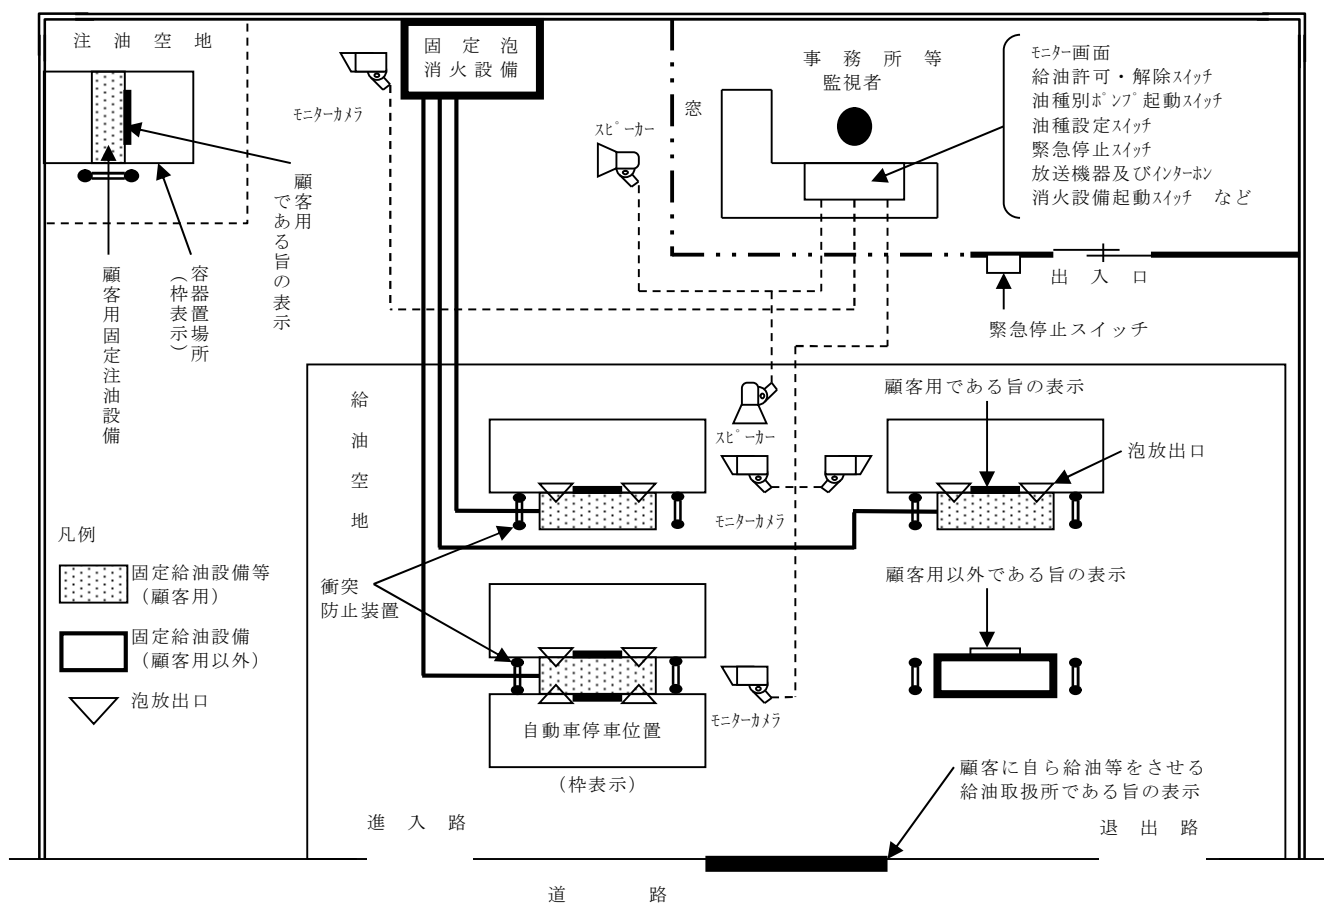 注 油 空 地
固 定 泡
消 火 設 備
モニターカメラ
スピーカー
窓
事 務 所 等
監視者
モニター画面
給油許可・解除スイッチ
油種別ポンプ起動スイッチ
油種設定スイッチ
緊急停止スイッチ
放送機器及びインターホン
消火設備起動スイッチ など
顧客用
である旨の表示
顧客用固定注油設備
容器置場所
（枠表示）
出 入 口
緊急停止スイッチ
給油空地
スピーカー
顧客用である旨の表示
泡放出口
モニターカメラ
凡例
固定給油設備等
（顧客用）
固定給油設備
（顧客用以外）
泡放出口
衝突
防止装置
顧客用以外である旨の表示
モニターカメラ
自動車停車位置
（枠表示）
顧客に自ら給油等をさせる
給油取扱所である旨の表示
進 入 路
退 出 路
道 路